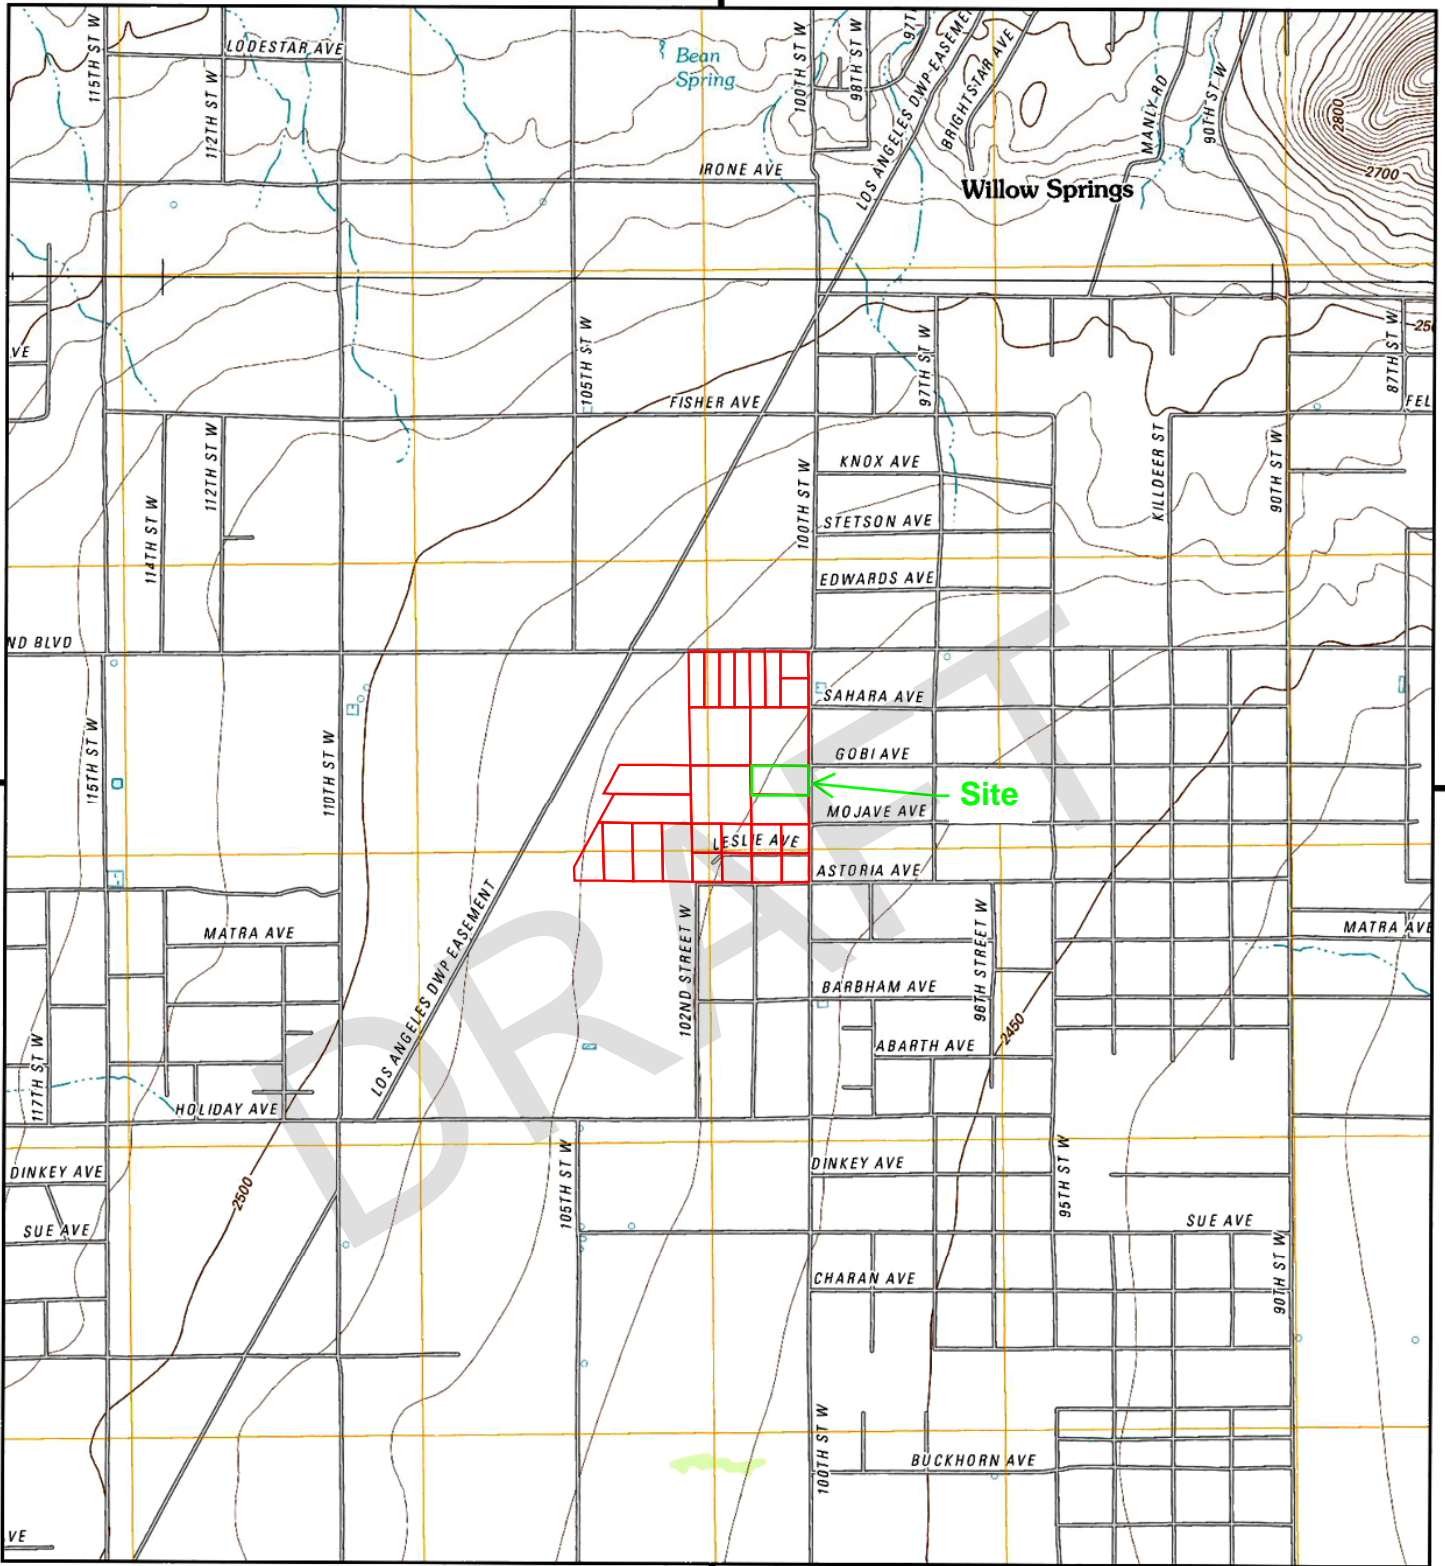 115TH ST W
LODESTAR AVE
112TH ST W
Bean
Spring
100TH ST W
98TH ST W
97T
LOS ANGELES DWP EASEMENT
BRIGHTSTAR AVE
MANLY RD
90TH ST W
2800
2700
IRONE AVE
Willow Springs
VE
105TH ST W
FISHER AVE
97TH ST W
87TH ST W
250
FEL
112TH ST W
114TH ST W
100TH ST W
KNOX AVE
STETSON AVE
EDWARDS AVE
KILLDEER ST
90TH ST W
ND BLVD
115TH ST W
110TH ST W
SAHARA AVE
GOBI AVE
Site
MOJAVE AVE
LESLIE AVE
ASTORIA AVE
DRAFT
MATRA AVE
LOS ANGELES DWP EASEMENT
102ND STREET W
96TH STREET W
MATRA AVE
BARBHAM AVE
ABARTH AVE
2450
117TH ST W
HOLIDAY AVE
DINKEY AVE
2500
105TH ST W
DINKEY AVE
95TH ST W
SUE AVE
SUE AVE
CHARAN AVE
90TH ST W
100TH ST W
BUCKHORN AVE
VE